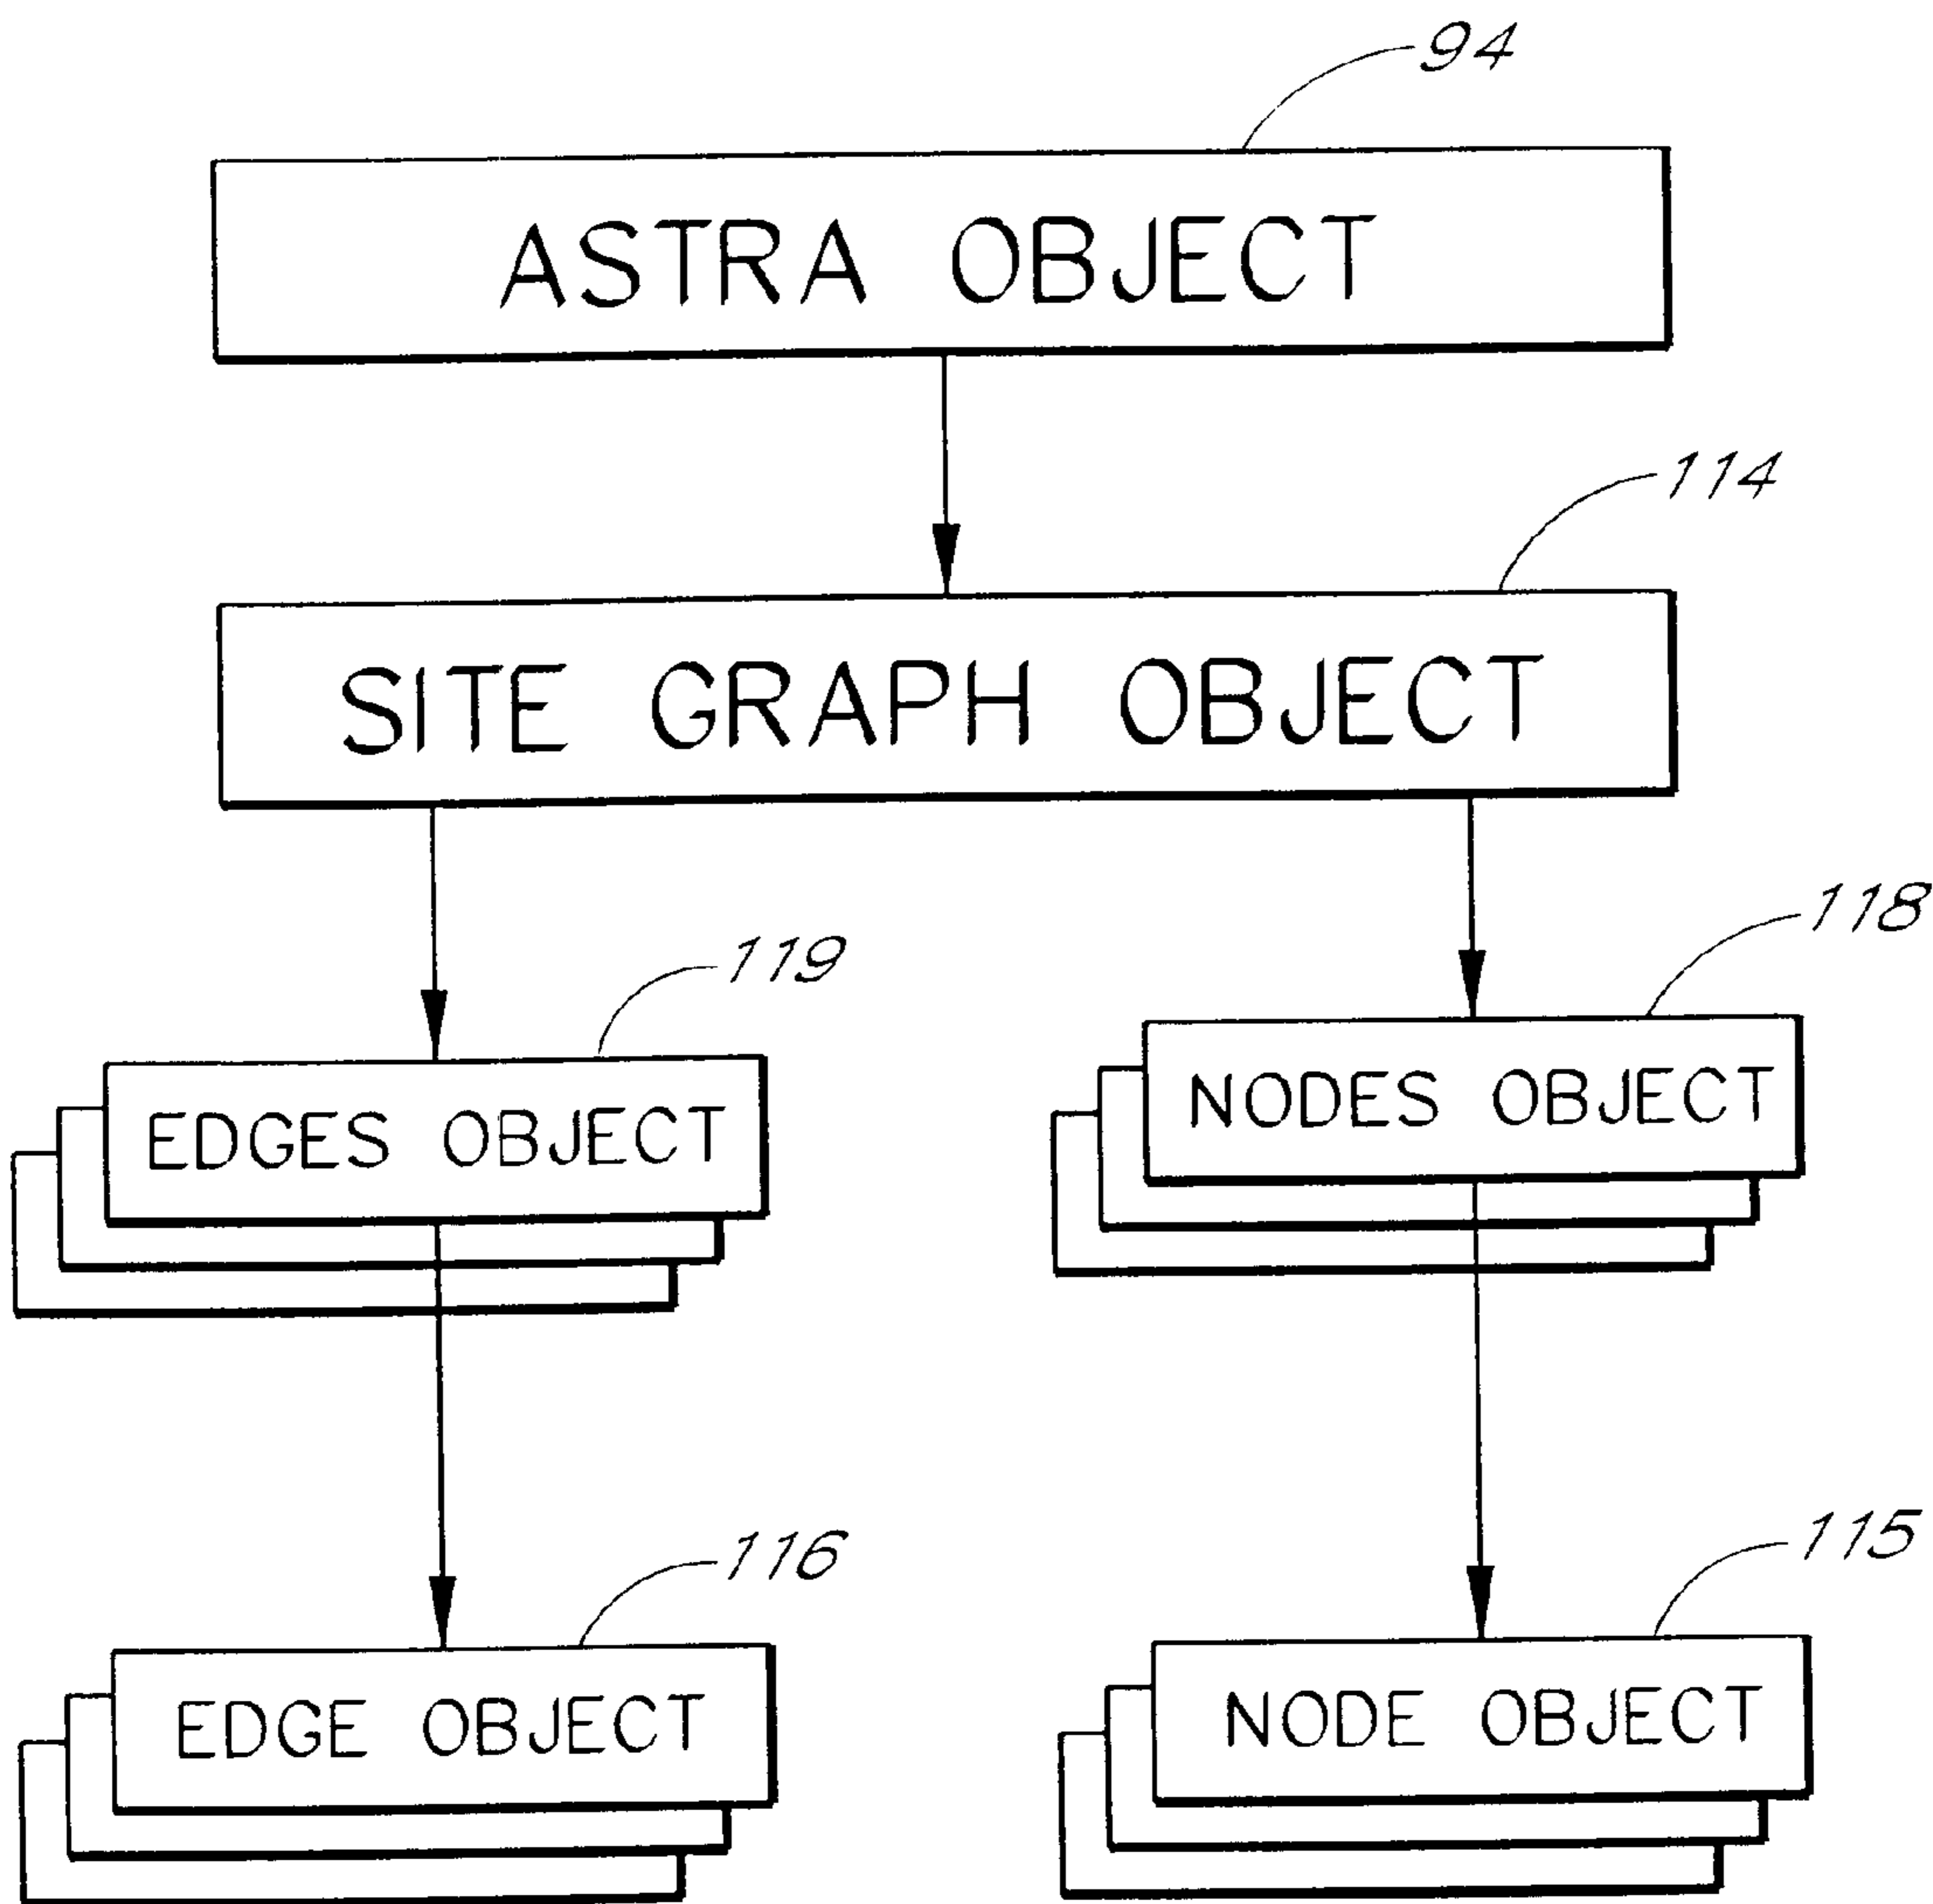 94
ASTRA OBJECT
114
SITE GRAPH OBJECT
118
119
NODES OBJECT
EDGES OBJECT
115
116
EDGE OBJECT
NODE OBJECT